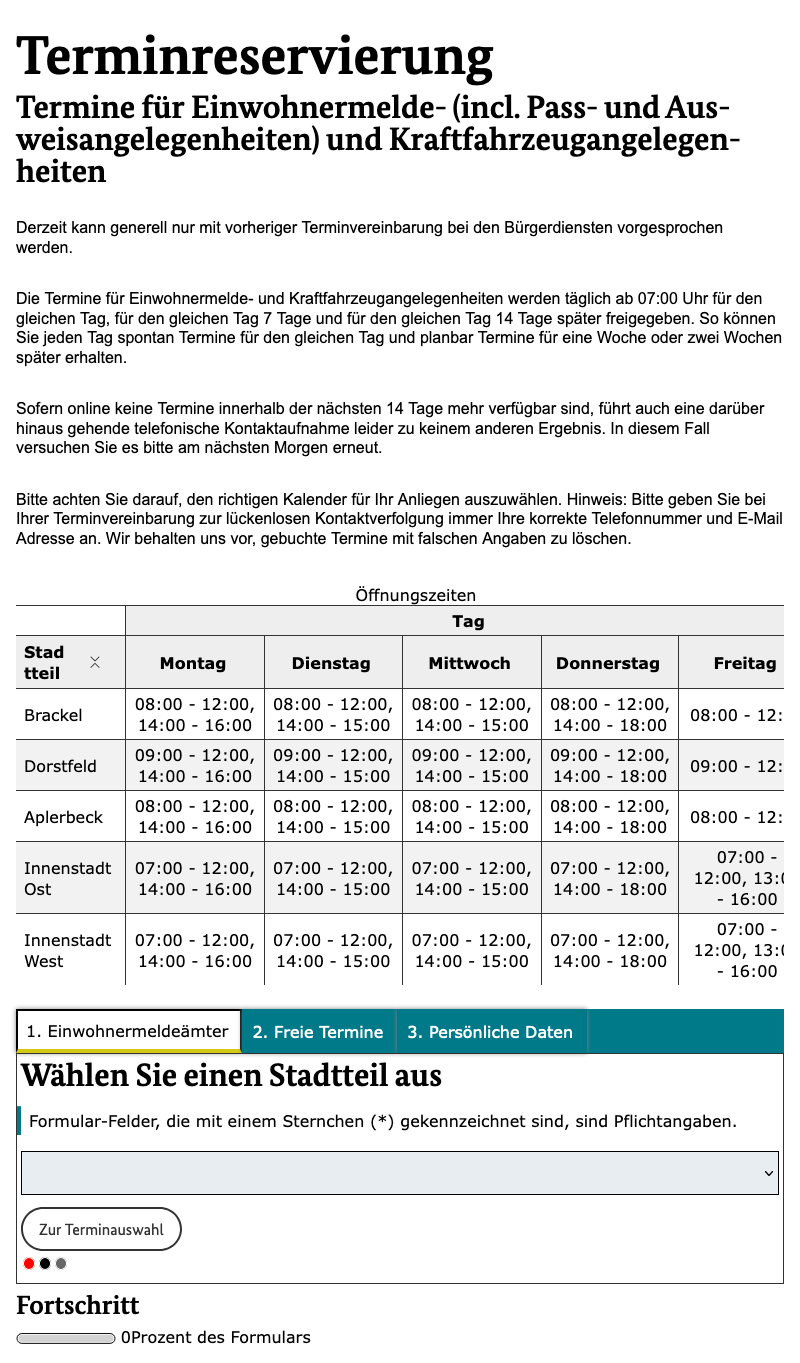 Terminreservierung
Termine für Einwohnermelde- (incl. Pass- und Aus-
weisangelegenheiten) und Kraftfahrzeugangelegen-
heiten
Derzeit kann generell nur mit vorheriger Terminvereinbarung bei den Bürgerdiensten vorgesprochen
werden.
Die Termine für Einwohnermelde- und Kraftfahrzeugangelegenheiten werden täglich ab 07:00 Uhr für den
gleichen Tag, für den gleichen Tag 7 Tage und für den gleichen Tag 14 Tage später freigegeben. So können
Sie jeden Tag spontan Termine für den gleichen Tag und planbar Termine für eine Woche oder zwei Wochen
später erhalten.
Sofern online keine Termine innerhalb der nächsten 14 Tage mehr verfügbar sind, führt auch eine darüber
hinaus gehende telefonische Kontaktaufnahme leider zu keinem anderen Ergebnis. In diesem Fall
versuchen Sie es bitte am nächsten Morgen erneut.
Bitte achten Sie darauf, den richtigen Kalender für Ihr Anliegen auszuwählen. Hinweis: Bitte geben Sie bei
Ihrer Terminvereinbarung zur lückenlosen Kontaktverfolgung immer Ihre korrekte Telefonnummer und E-Mail
Adresse an. Wir behalten uns vor, gebuchte Termine mit falschen Angaben zu löschen.
Öffnungszeiten
Tag
Stad
tteil
Montag Dienstag Mittwoch Donnerstag Freitag
Brackel
08:00 - 12:00, 08:00 - 12:00, 08:00 - 12:00, 08:00 - 12:00, 08:00 - 12:
14:00 - 16:00 14:00 - 15:00 14:00 - 15:00 14:00 - 18:00
Dorstfeld
09:00 - 12:00, 09:00 - 12:00, 09:00 - 12:00, 09:00 - 12:00, 09:00 - 12:
14:00 - 16:00 14:00 - 15:00 14:00 - 15:00 14:00 - 18:00
Aplerbeck
08:00 - 12:00, 08:00 - 12:00, 08:00 - 12:00, 08:00 - 12:00, 08:00 - 12:
14:00 - 16:00 14:00 - 15:00 14:00 - 15:00 14:00 - 18:00
Innenstadt
Ost
07:00 - 12:00, 07:00 - 12:00, 07:00 - 12:00, 07:00 - 12:00, 07:00 -
14:00 - 16:00 14:00 - 15:00 14:00 - 15:00 14:00 - 18:00 12:00, 13:
- 16:00
Innenstadt
West
07:00 - 12:00, 07:00 - 12:00, 07:00 - 12:00, 07:00 - 12:00, 07:00 -
14:00 - 16:00 14:00 - 15:00 14:00 - 15:00 14:00 - 18:00 12:00, 13:
- 16:00
1. Einwohnermeldeämter 2. Freie Termine 3. Persönliche Daten
Wählen Sie einen Stadtteil aus
Formular-Felder, die mit einem Sternchen (*) gekennzeichnet sind, sind Pflichtangaben.
Zur Terminauswahl
Fortschritt
0Prozent des Formulars